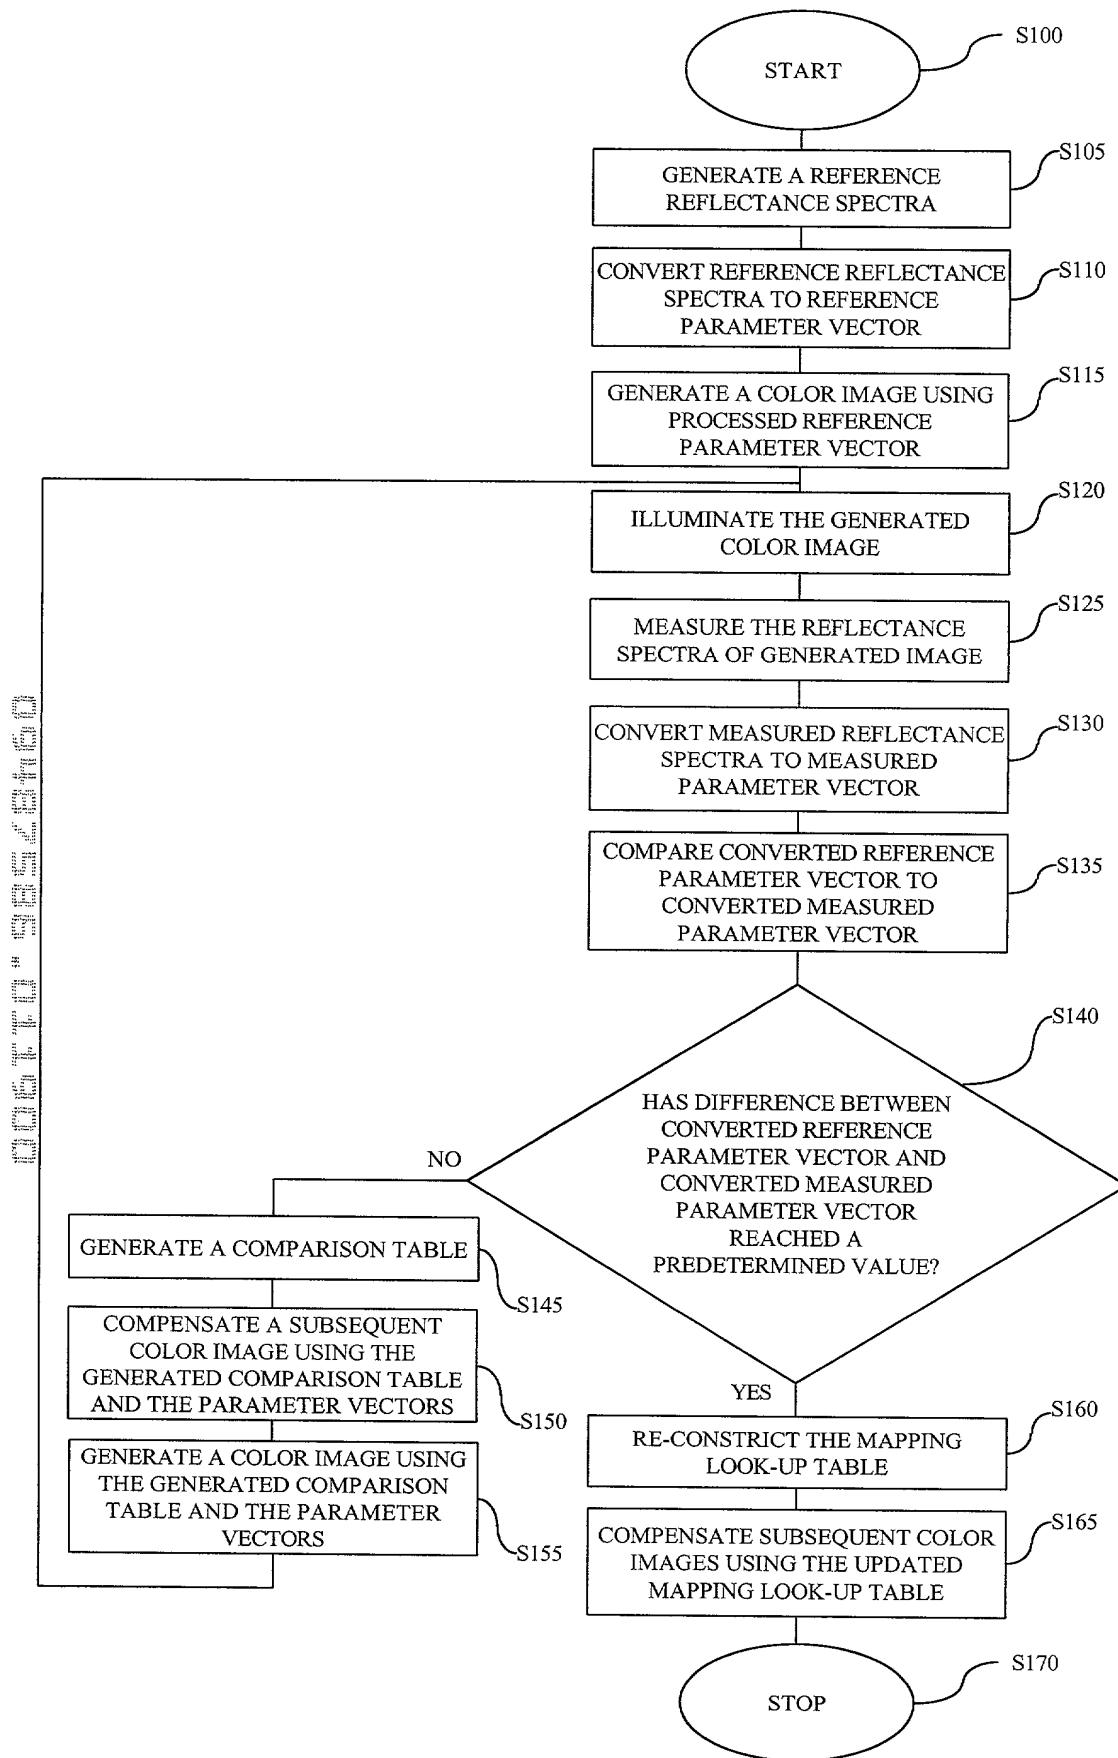 START
S100
GENERATE A REFERENCE
REFLECTANCE SPECTRA
S105
CONVERT REFERENCE REFLECTANCE
SPECTRA TO REFERENCE
PARAMETER VECTOR
S110
GENERATE A COLOR IMAGE USING
PROCESSED REFERENCE
PARAMETER VECTOR
S115
ILLUMINATE THE GENERATED
COLOR IMAGE
S120
MEASURE THE REFLECTANCE
SPECTRA OF GENERATED IMAGE
S125
CONVERT MEASURED REFLECTANCE
SPECTRA TO MEASURED
PARAMETER VECTOR
S130
COMPARE CONVERTED REFERENCE
PARAMETER VECTOR TO
CONVERTED MEASURED
PARAMETER VECTOR
S135
HAS DIFFERENCE BETWEEN
CONVERTED REFERENCE
PARAMETER VECTOR AND
CONVERTED MEASURED
PARAMETER VECTOR
REACHED A
PREDETERMINED VALUE?
S140
NO
GENERATE A COMPARISON TABLE
S145
COMPENSATE A SUBSEQUENT
COLOR IMAGE USING THE
GENERATED COMPARISON TABLE
AND THE PARAMETER VECTORS
S150
GENERATE A COLOR IMAGE USING
THE GENERATED COMPARISON
TABLE AND THE PARAMETER
VECTORS
S155
YES
RE-CONSTRICT THE MAPPING
LOOK-UP TABLE
S160
COMPENSATE SUBSEQUENT COLOR
IMAGES USING THE UPDATED
MAPPING LOOK-UP TABLE
S165
STOP
S170